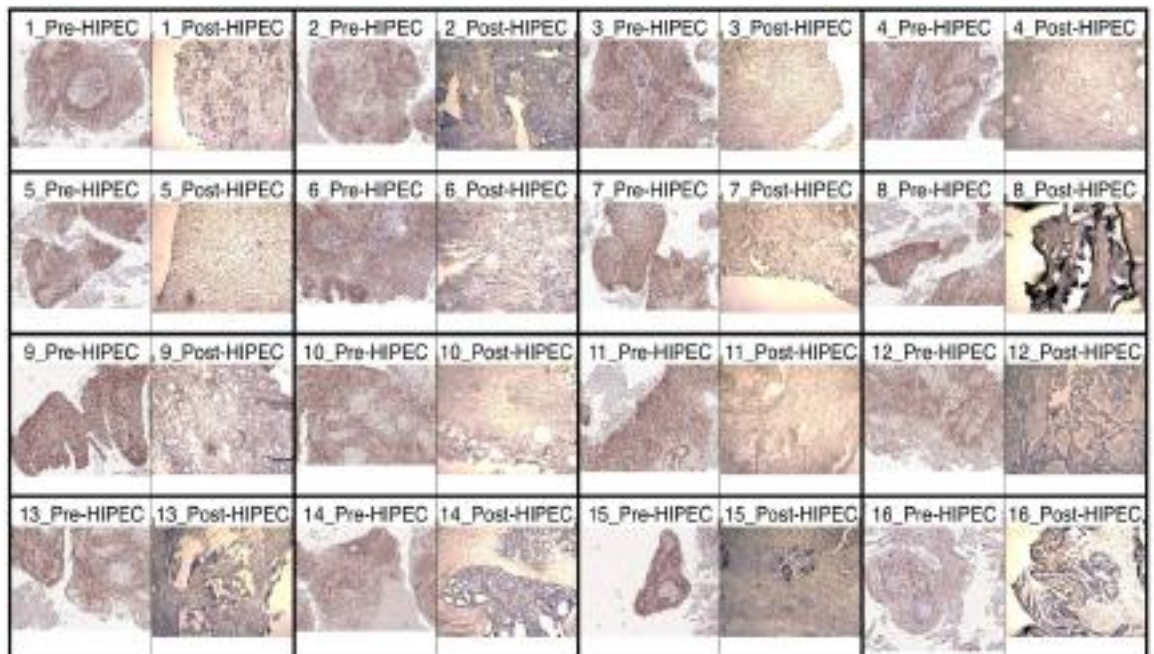 1_Pre-HIPEC 1_Post-HIPEC 2_Pre-HIPEC 2_Post-HIPEC 3_Pre-HIPEC 3_Post-HIPEC 4_Pre-HIPEC 4_Post-HIPEC
5_Pre-HIPEC 5_Post-HIPEC 6_Pre-HIPEC 6_Post-HIPEC 7_Pre-HIPEC 7_Post-HIPEC 8_Pre-HIPEC 8_Post-HIPEC
9_Pre-HIPEC 9_Post-HIPEC 10_Pre-HIPEC 10_Post-HIPEC 11_Pre-HIPEC 11_Post-HIPEC 12_Pre-HIPEC 12_Post-HIPEC
13_Pre-HIPEC 13_Post-HIPEC 14_Pre-HIPEC 14_Post-HIPEC 15_Pre-HIPEC 15_Post-HIPEC 16_Pre-HIPEC 16_Post-HIPEC